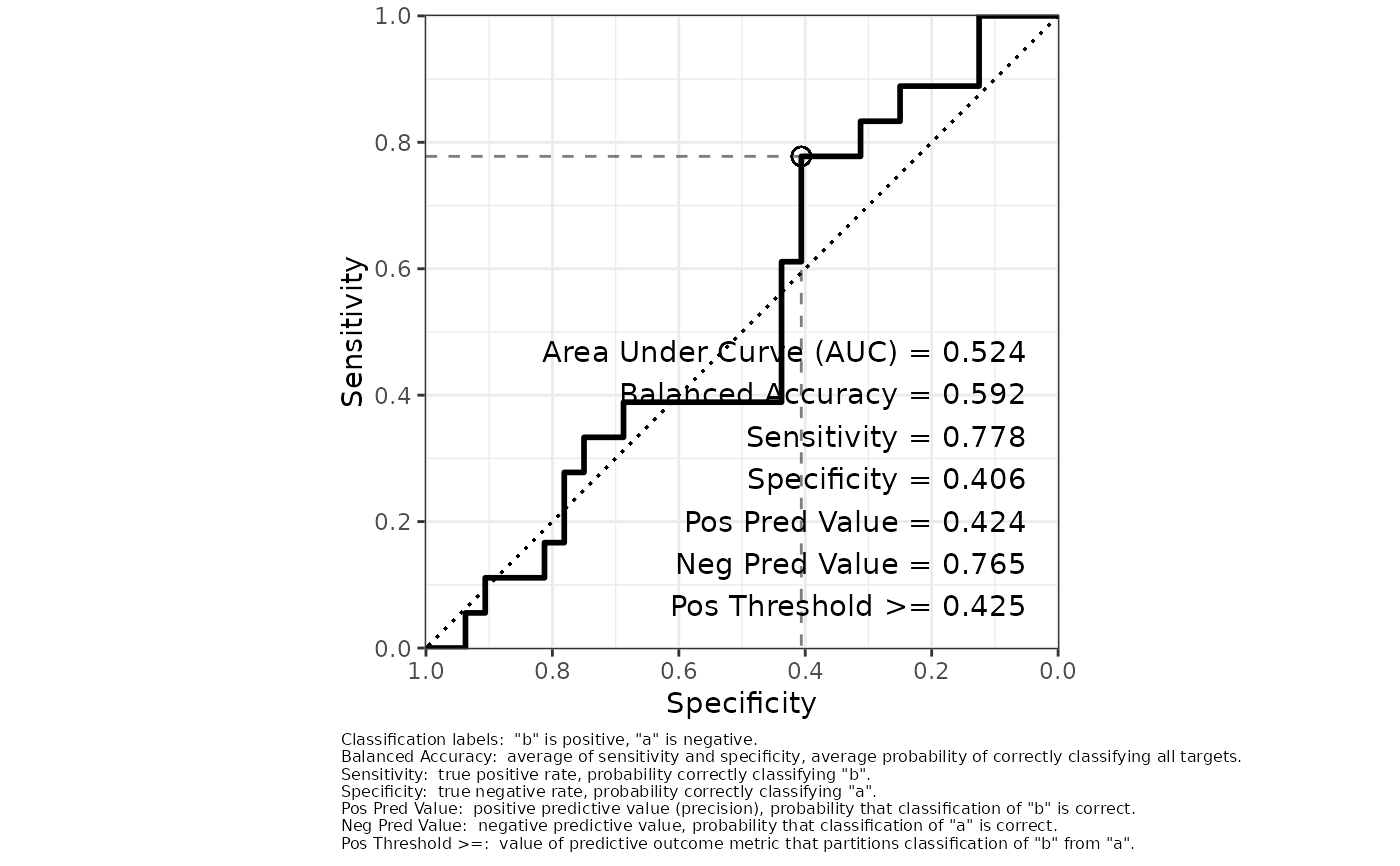 1.0
0.8
0.6
0.4
0.2
0.0
Sensitivity
Area Under Curve (AUC) = 0.524
Balanced Accuracy = 0.592
Sensitivity = 0.778
Specificity = 0.406
Pos Pred Value = 0.424
Neg Pred Value = 0.765
Pos Threshold >= 0.425
1.0 0.8 0.6 0.4 0.2 0.0
Specificity
Classification labels:  "b" is positive, "a" is negative.
Balanced Accuracy:  average of sensitivity and specificity, average probability of correctly classifying all targets.
Sensitivity:  true positive rate, probability correctly classifying "b".
Specificity:  true negative rate, probability correctly classifying "a".
Pos Pred Value:  positive predictive value (precision), probability that classification of "b" is correct.
Neg Pred Value:  negative predictive value, probability that classification of "a" is correct.
Pos Threshold >=:  value of predictive outcome metric that partitions classification of "b" from "a".